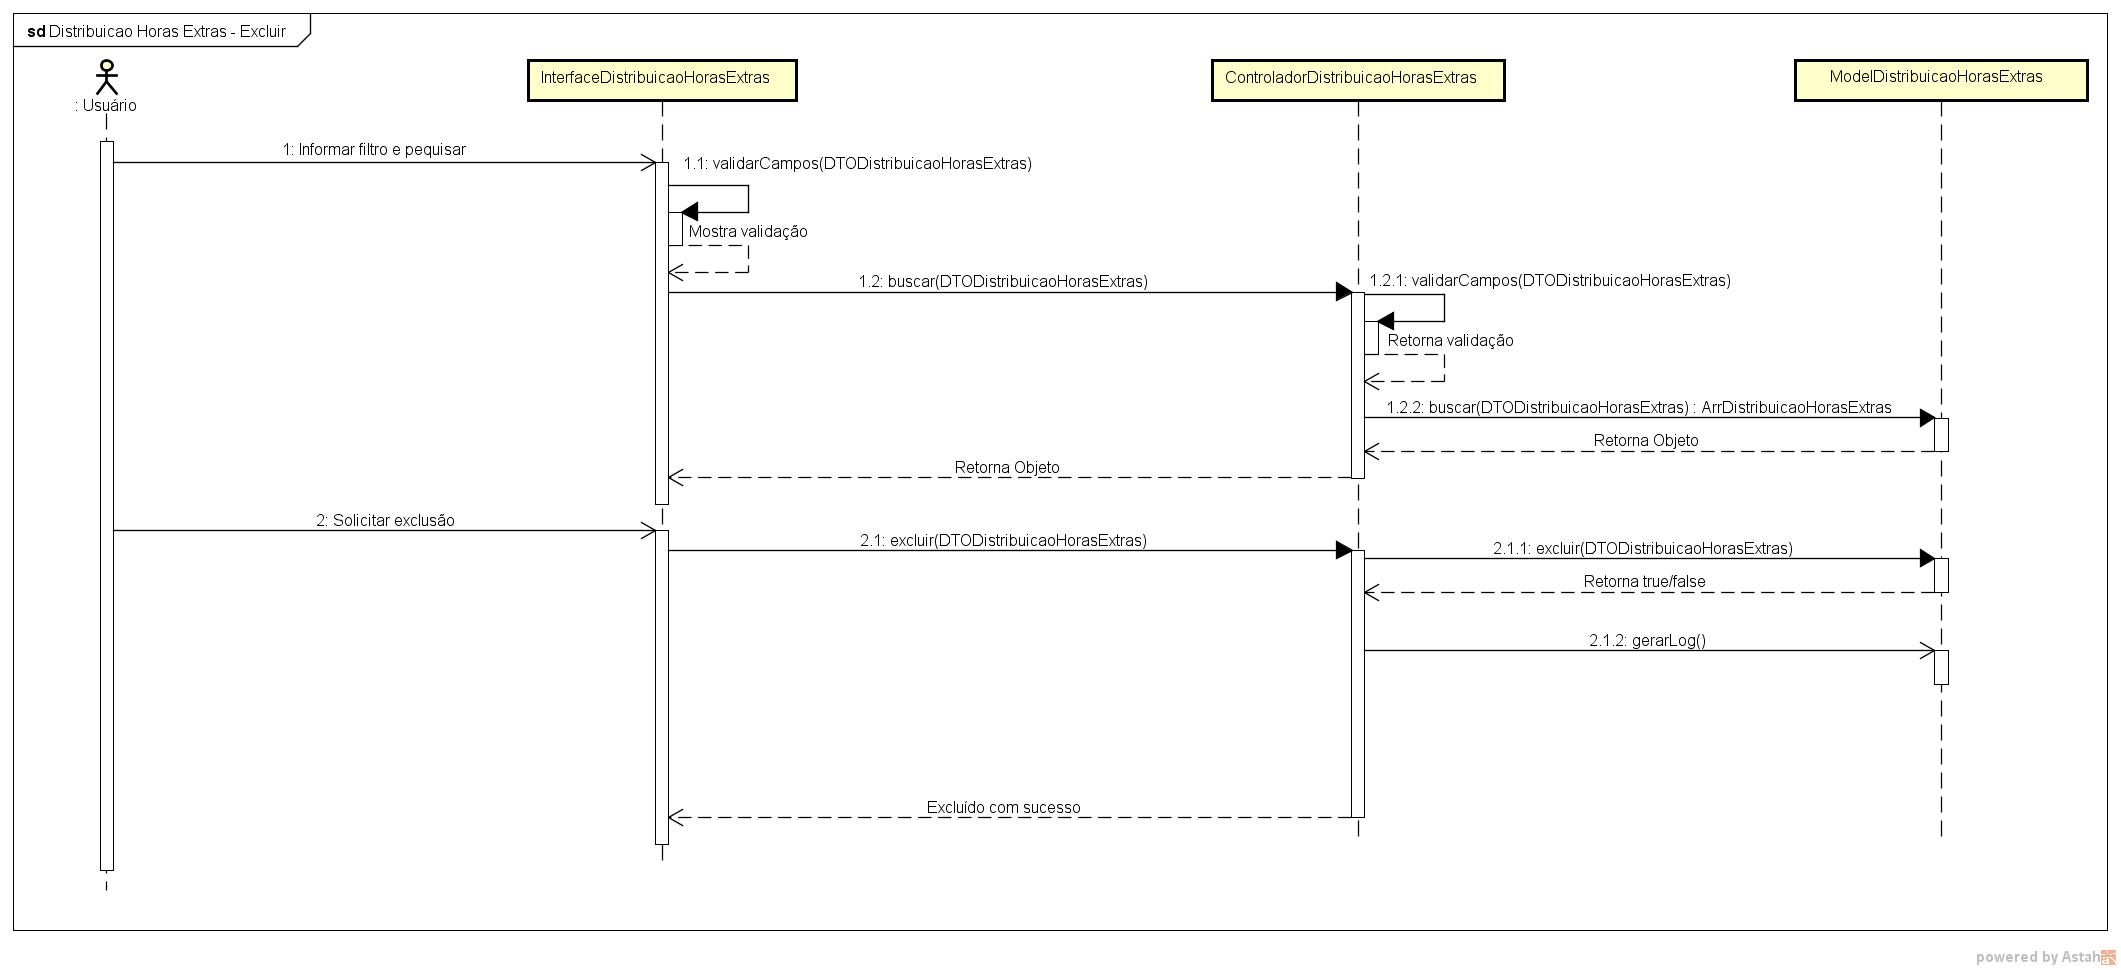 sd Distribuicao Horas Extras - Excluir
: Usuário
InterfaceDistribuicaoHorasExtras
ControladorDistribuicaoHorasExtras
ModelDistribuicaoHorasExtras
1: Informar filtro e pequisar
1.1: validarCampos(DTODistribuicaoHorasExtras)
Mostra validação
1.2: buscar(DTODistribuicaoHorasExtras)
1.2.1: validarCampos(DTODistribuicaoHorasExtras)
Retorna validação
1.2.2: buscar(DTODistribuicaoHorasExtras) : ArrDistribuicaoHorasExtras
Retorna Objeto
Retorna Objeto
2: Solicitar exclusão
2.1: excluir(DTODistribuicaoHorasExtras)
2.1.1: excluir(DTODistribuicaoHorasExtras)
Retorna true/false
2.1.2: gerarLog()
Excluído com sucesso
powered by Astah